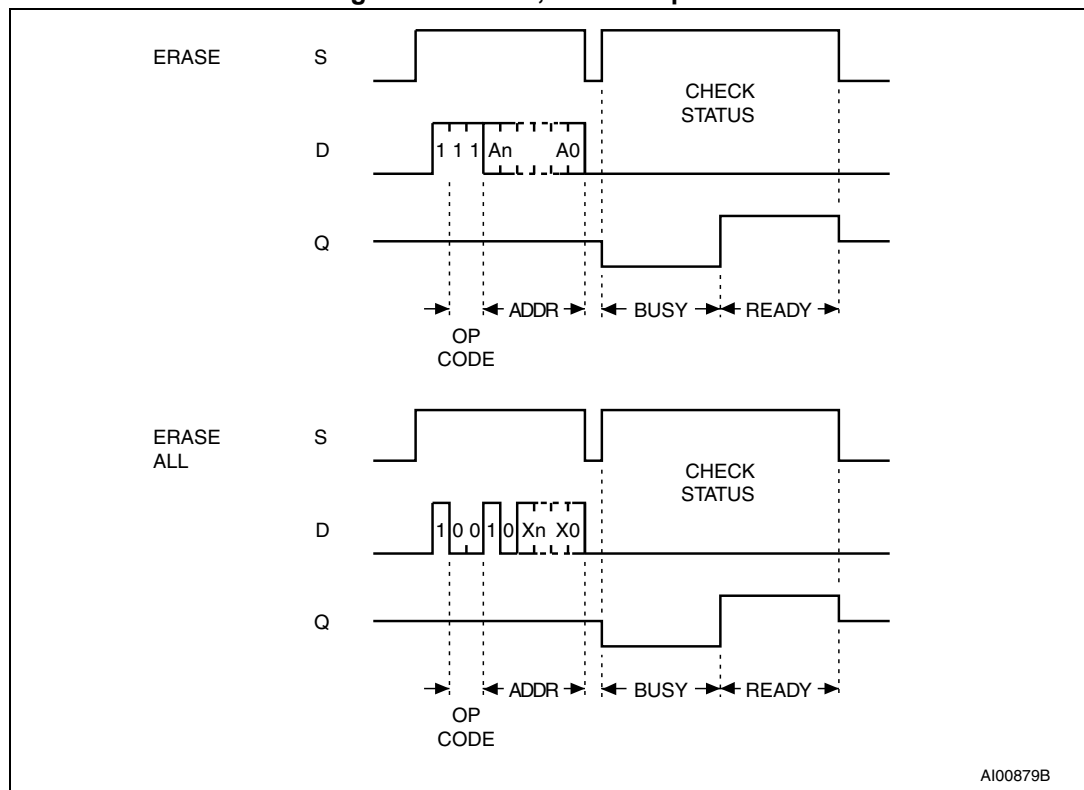 ERASE S
CHECK
STATUS
D 1 1 1 An A0
Q
ADDR BUSY READY
OP
CODE
ERASE
ALL S
CHECK
STATUS
D 1 0 0 1 0 Xn X0
Q
ADDR BUSY READY
OP
CODE
AI00879B